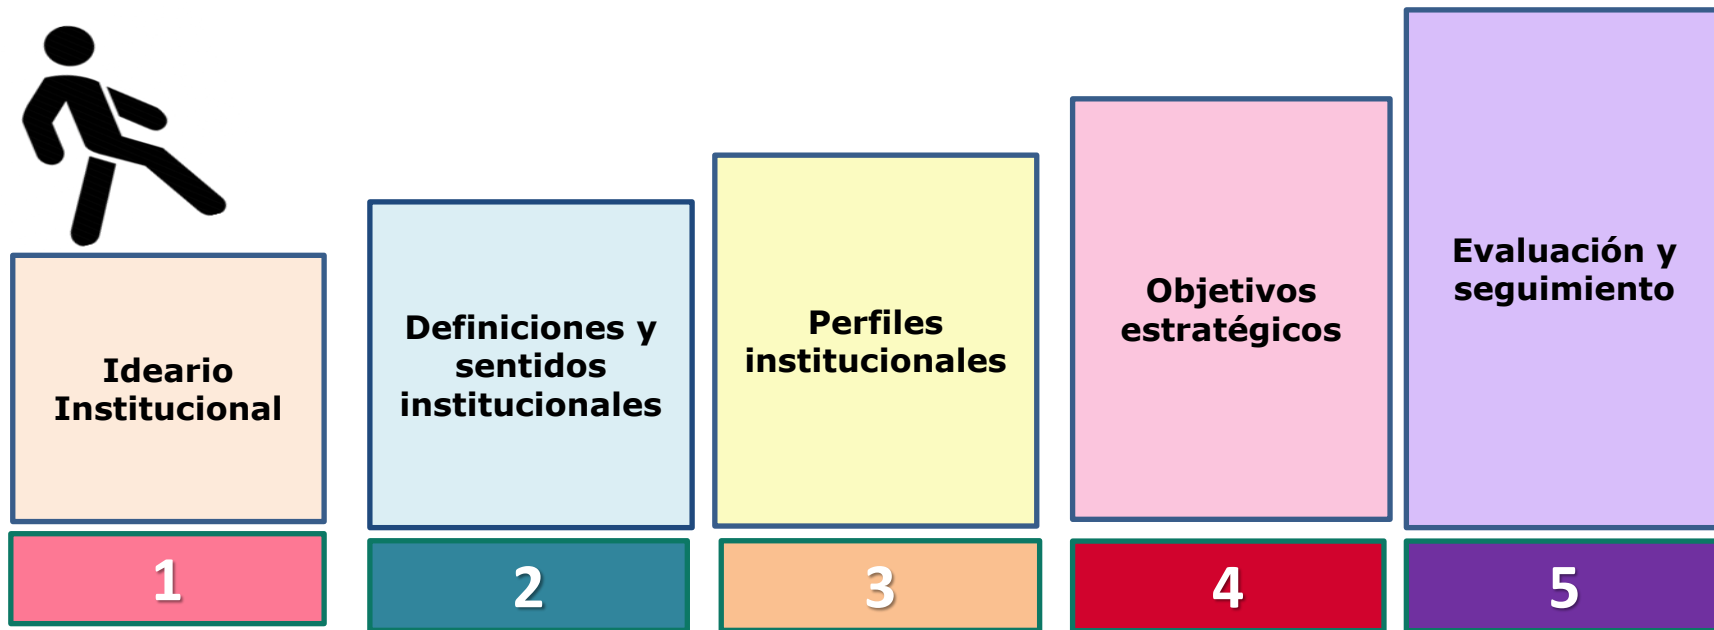 Ideario
Institucional
1
Definiciones y
sentidos
institucionales
2
Perfiles
institucionales
3
Objetivos
estratégicos
4
Evaluación y
seguimiento
5